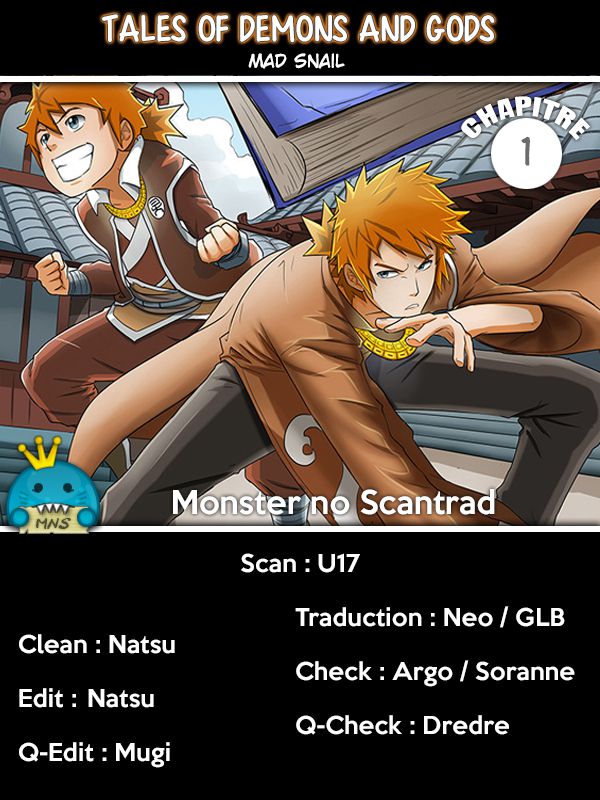 TALES OF DEMONS AND GODS
MAD SNAIL
CHAPITRE
1
MNS
Monster no Scantrad
Scan : U17
Traduction : Neo / GLB
Clean : Natsu
Check : Argo / Soranne
Edit : Natsu
Q-Check : Dredre
Q-Edit : Mugi